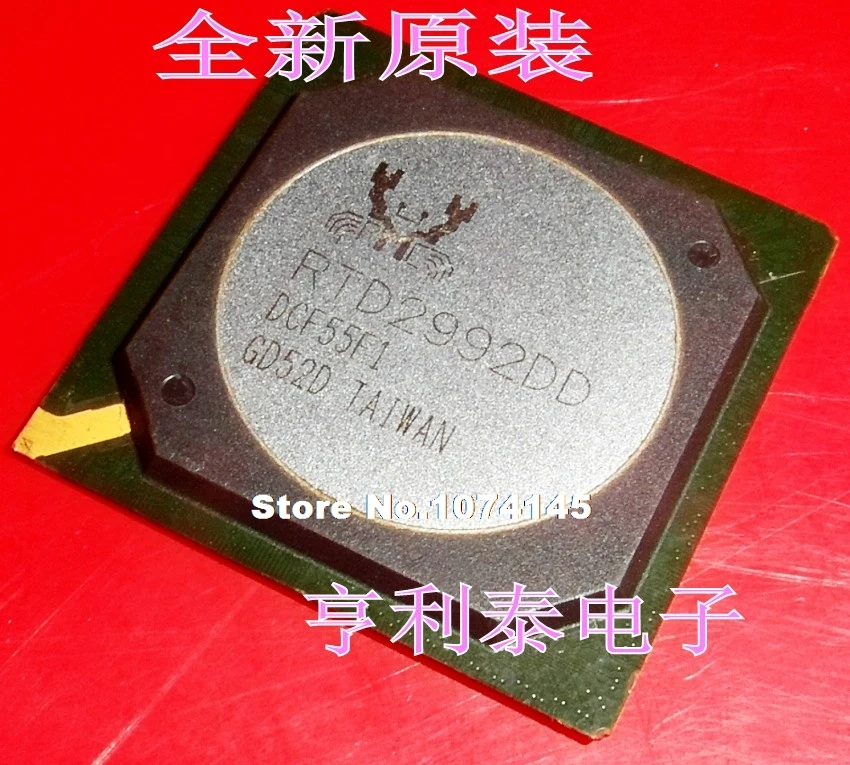 全新原装
RTD2992DD
DCF55F1
GD52D TAIWAN
Store No.1074145
亨利泰电子